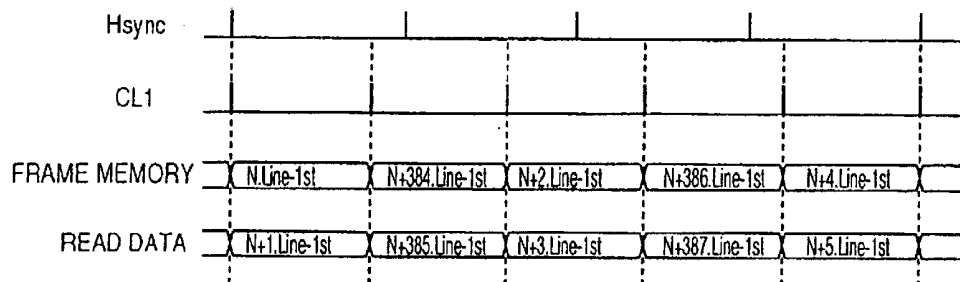 Hsync
CL1
FRAME MEMORY N.Line-1st N+384.Line-1st N+2.Line-1st N+386.Line-1st N+4.Line-1st
READ DATA N+1.Line-1st N+385.Line-1st N+3.Line-1st N+387.Line-1st N+5.Line-1st